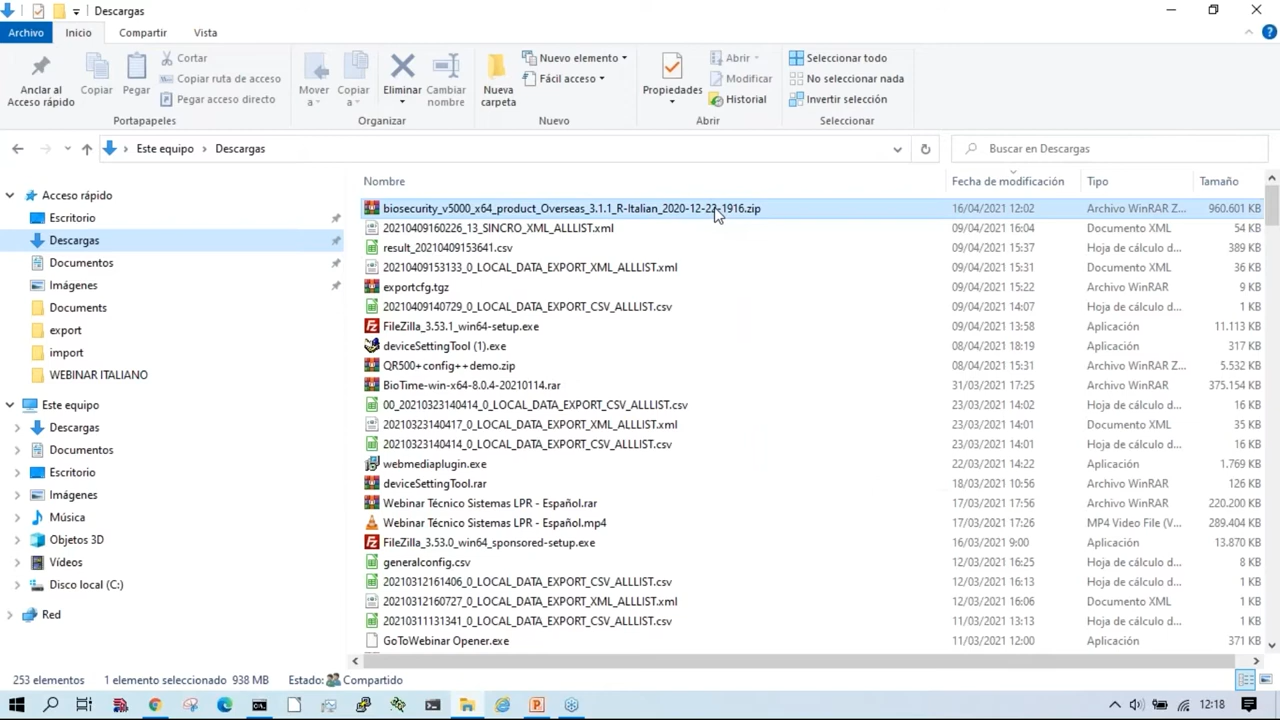 Descargas
Archivo Inicio Compartir Vista
Anclar al Acceso rápido
Copiar
Pegar
Cortar
Copiar ruta de acceso
Pegar acceso directo
Portapapeles
Mover a
Copiar a
Eliminar
Cambiar nombre
Organizar
Nueva carpeta
Nuevo elemento
Fácil acceso
Nuevo
Propiedades
Abrir
Modificar
Historial
Abrir
Seleccionar todo
No seleccionar nada
Invertir selección
Seleccionar
Este equipo > Descargas
Buscar en Descargas
Nombre Fecha de modificación Tipo Tamaño
Acceso rápido
Escritorio
Descargas
Documentos
Imágenes
Documents
export
import
WEBINAR ITALIANO
Este equipo
Descargas
Documentos
Escritorio
Imágenes
Música
Objetos 3D
Vídeos
Disco local (C:)
Red
biosecurity_v5000_x64_product_Overseas_3.1.1_R-Italian_2020-12-22-1916.zip 16/04/2021 12:02 Archivo WinRAR Z... 960.601 KB
20210409160226_13_SINCRO_XML_ALLLIST.xml 09/04/2021 16:04 Documento XML 54 KB
result_20210409153641.csv 09/04/2021 15:37 Hoja de cálculo d... 389 KB
20210409153133_0_LOCAL_DATA_EXPORT_XML_ALLLIST.xml 09/04/2021 15:31 Documento XML 36 KB
exportcfg.tgz 09/04/2021 15:22 Archivo WinRAR 9 KB
20210409140729_0_LOCAL_DATA_EXPORT_CSV_ALLLIST.csv 09/04/2021 14:07 Hoja de cálculo d... 1 KB
FileZilla_3.53.1_win64-setup.exe 09/04/2021 13:58 Aplicación 11.113 KB
deviceSettingTool (1).exe 08/04/2021 18:19 Aplicación 317 KB
QR500+config++demo.zip 08/04/2021 15:31 Archivo WinRAR Z... 5.532 KB
BioTime-win-x64-8.0.4-20210114.rar 31/03/2021 17:25 Archivo WinRAR 375.154 KB
00_20210323140414_0_LOCAL_DATA_EXPORT_CSV_ALLLIST.csv 23/03/2021 14:02 Hoja de cálculo d... 16 KB
20210323140417_0_LOCAL_DATA_EXPORT_XML_ALLLIST.xml 23/03/2021 14:01 Documento XML 35 KB
20210323140414_0_LOCAL_DATA_EXPORT_CSV_ALLLIST.csv 23/03/2021 14:01 Hoja de cálculo d... 16 KB
webmediaplugin.exe 22/03/2021 14:22 Aplicación 1.769 KB
deviceSettingTool.rar 18/03/2021 10:56 Archivo WinRAR 126 KB
Webinar Técnico Sistemas LPR - Español.rar 17/03/2021 17:56 Archivo WinRAR 220.200 KB
Webinar Técnico Sistemas LPR - Español.mp4 17/03/2021 17:26 MP4 Video File (V... 289.404 KB
FileZilla_3.53.0_win64_sponsored-setup.exe 16/03/2021 9:00 Aplicación 13.870 KB
generalconfig.csv 12/03/2021 16:13 Hoja de cálculo d... 8 KB
20210312161406_0_LOCAL_DATA_EXPORT_CSV_ALLLIST.csv 12/03/2021 16:13 Hoja de cálculo d... 1 KB
20210312160727_0_LOCAL_DATA_EXPORT_XML_ALLLIST.xml 12/03/2021 16:06 Documento XML 1 KB
20210311131341_0_LOCAL_DATA_EXPORT_CSV_ALLLIST.csv 11/03/2021 13:13 Hoja de cálculo d... 1 KB
GoToWebinar Opener.exe 11/03/2021 12:00 Aplicación 371 KB
253 elementos 1 elemento seleccionado 938 MB Estado: Compartido
12:18